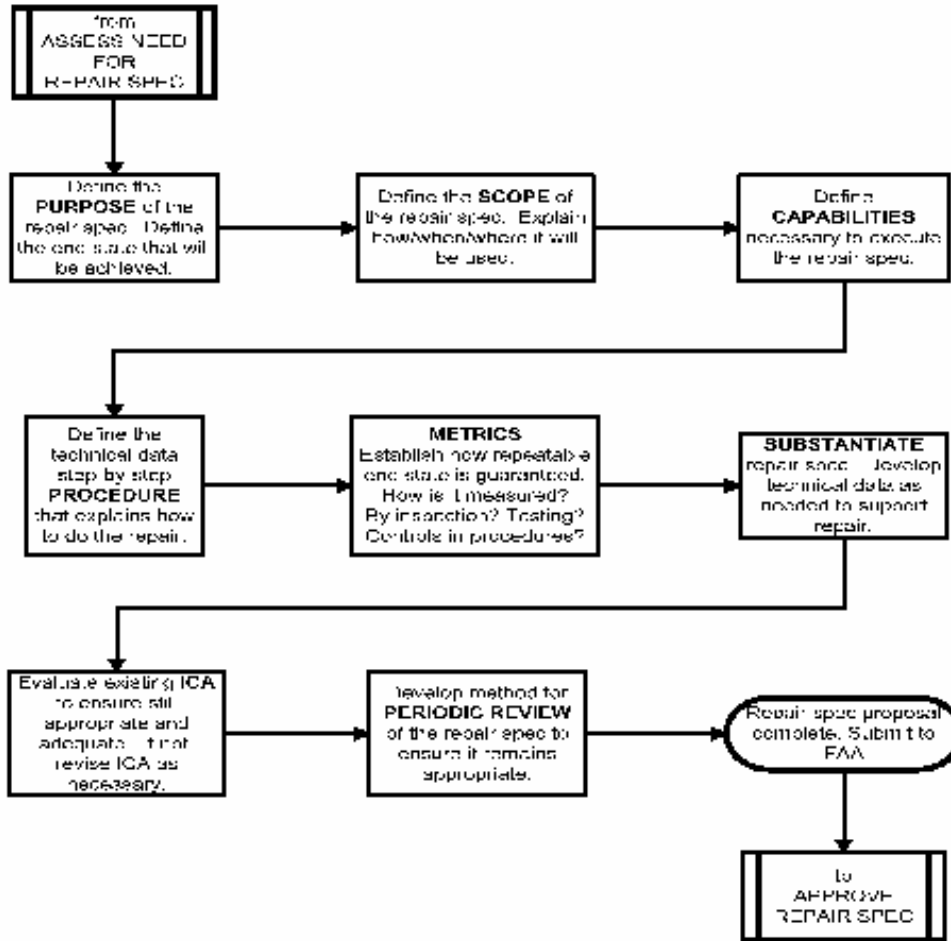 from
ASSESS NEED
FOR
REPAIR SPEC
Define the
PURPOSE of the
repair spec. Define
the end state that will
be achieved.
Define the SCOPE of
the repair spec. Explain
how/when/where it will
be used.
Define
CAPABILITIES
necessary to execute
the repair spec.
Define the
technical data
step by step
PROCEDURE
that explains how
to do the repair.
METRICS
Establish how repeatable
end state is guaranteed.
How is it measured?
By inspection? Testing?
Controls in procedures?
SUBSTANTIATE
repair spec. Develop
technical data as
needed to support
repair.
Evaluate existing ICA
to ensure still
appropriate and
adequate. If not
revise ICA as
necessary.
Develop method for
PERIODIC REVIEW
of the repair spec to
ensure it remains
appropriate.
Repair spec proposal
complete. Submit to
FAA
to
APPROVE
REPAIR SPEC